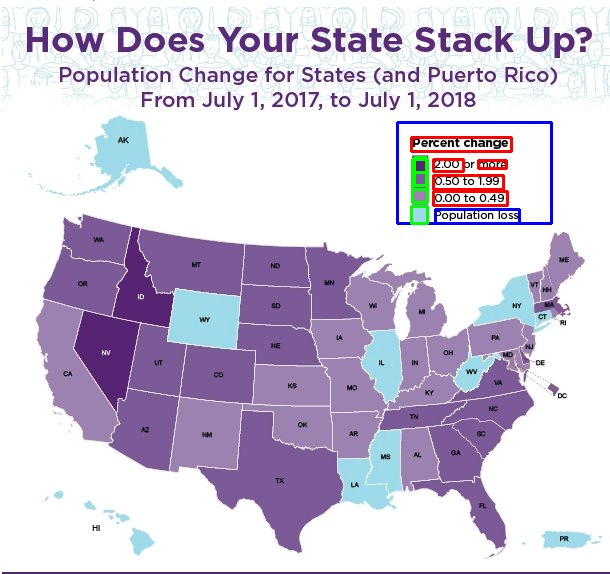 How Does Your State Stack Up?
Population Change for States (and Puerto Rico)
From July 1, 2017, to July 1, 2018
AK
Percent change
2.00 or more
0.50 to 1.99
0.00 to 0.49
Population loss
WA
MT
ND
MN
ME
VT
NH
OR
ID
SD
WI
MI
NY
MA
CT
RI
WY
NV
UT
CO
NE
IA
IL
IN
OH
PA
NJ
MD
DE
DC
WV
VA
CA
KS
MO
KY
AZ
NM
OK
AR
TN
NC
SC
TX
LA
MS
AL
GA
FL
HI
PR